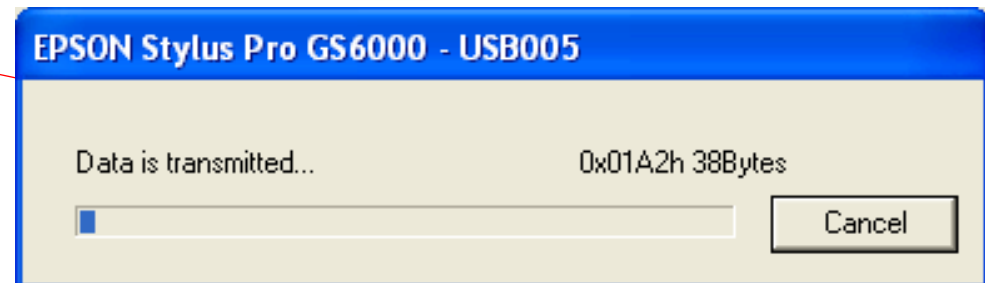 EPSON Stylus Pro GS6000 - USB005
Data is transmitted... 0x01A2h 38Bytes
Cancel